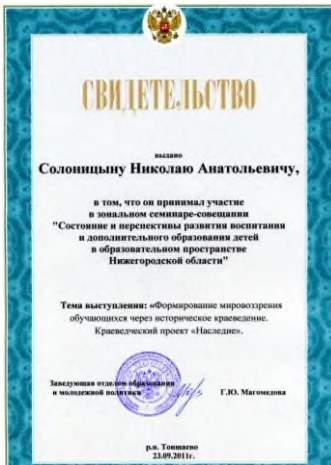 СВИДЕТЕЛЬСТВО
выдано
Солоницыну Николаю Анатольевичу,
в том, что он принимал участие
в зональном семинаре-совещании
"Состояние и перспективы развития воспитания
и дополнительного образования детей
в образовательном пространстве
Нижегородской области"
Тема выступления: «Формирование мировоззрения
обучающихся через историческое краеведение.
Краеведческий проект «Наследие».
Заведующая отделом образования
и молодежной политики
Г.Ю. Магомедова
р.п. Тоншаево
23.09.2011г.